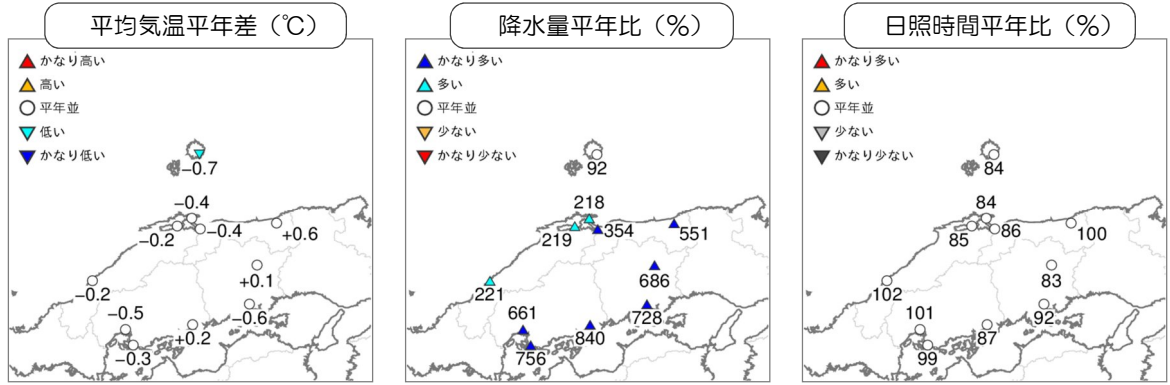 平均気温平年差（℃）
かなり高い
高い
平年並
低い
かなり低い
−0.7
−0.4
−0.2
−0.4
+0.6
+0.1
−0.2
−0.5
−0.6
+0.2
−0.3
降水量平年比（%）
かなり多い
多い
平年並
少ない
かなり少ない
92
218
219
354
551
686
221
661
728
840
756
日照時間平年比（%）
かなり多い
多い
平年並
少ない
かなり少ない
84
84
85
86
100
83
102
101
92
87
99